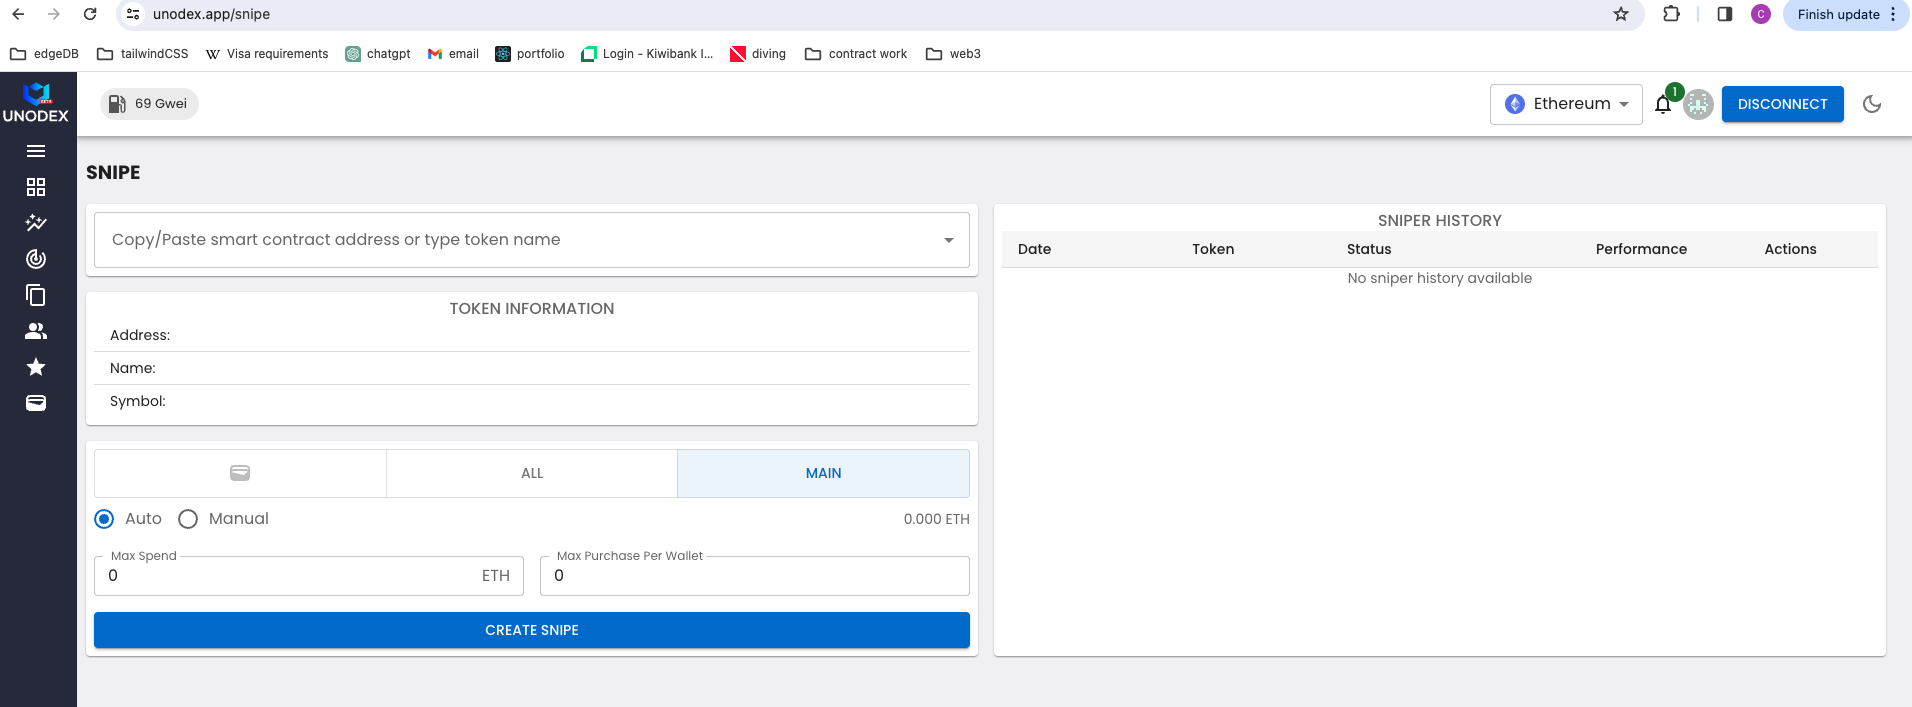 unodex.app/snipe
C
Finish update
edgeDB
tailwindCSS
W Visa requirements
chatgpt
email
portfolio
Login - Kiwibank I...
diving
contract work
web3
BETA
UNODEX
69 Gwei
Ethereum
1
DISCONNECT
SNIPE
Copy/Paste smart contract address or type token name
TOKEN INFORMATION
Address:
Name:
Symbol:
ALL
MAIN
Auto
Manual
0.000 ETH
Max Spend
0
ETH
Max Purchase Per Wallet
0
CREATE SNIPE
SNIPER HISTORY
Date Token Status Performance Actions
No sniper history available